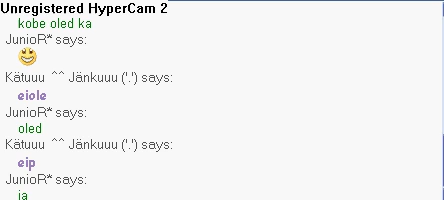 Unregistered HyperCam 2
kobe oled ka
JunioR* says:
Kätuuu ^^ Jänkuuu ('.') says:
eiole
JunioR* says:
oled
Kätuuu ^^ Jänkuuu ('.') says:
eip
JunioR* says:
ja